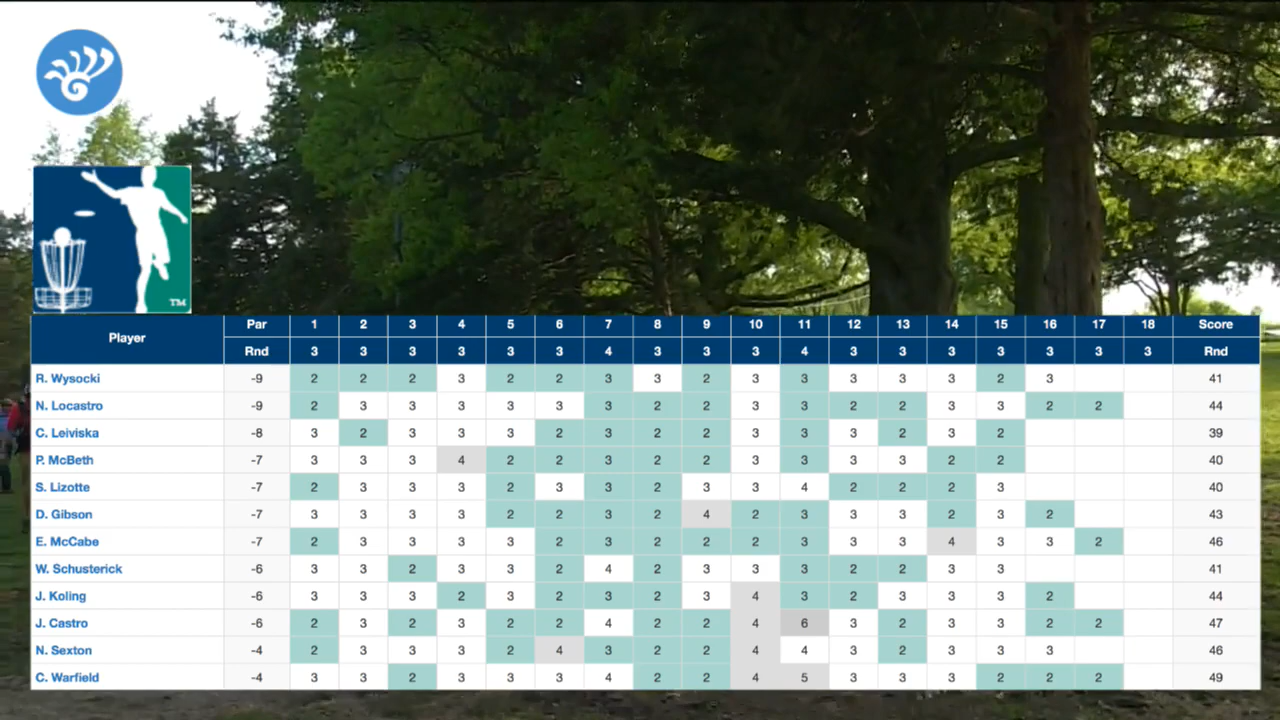 TM
Player Par 1 2 3 4 5 6 7 8 9 10 11 12 13 14 15 16 17 18 Score
Rnd 3 3 3 3 3 3 4 3 3 3 4 3 3 3 3 3 3 3 Rnd
R. Wysocki -9 2 2 2 3 2 2 3 3 2 3 3 3 3 3 2 3 41
N. Locastro -9 2 3 3 3 3 3 3 2 2 3 3 2 2 3 3 2 2 44
C. Leiviska -8 3 2 3 3 3 2 3 2 2 3 3 3 2 3 2 39
P. McBeth -7 3 3 3 4 2 2 3 2 2 3 3 3 3 2 2 40
S. Lizotte -7 2 3 3 3 2 3 3 2 3 3 4 2 2 2 3 40
D. Gibson -7 3 3 3 3 2 2 3 2 4 2 3 3 3 2 3 2 43
E. McCabe -7 2 3 3 3 3 2 3 2 2 2 3 3 3 4 3 3 2 46
W. Schusterick -6 3 3 2 3 3 2 4 2 3 3 3 2 2 3 3 41
J. Koling -6 3 3 3 2 3 2 3 2 3 4 3 2 3 3 3 2 44
J. Castro -6 2 3 2 3 2 2 4 2 2 4 6 3 2 3 3 2 2 47
N. Sexton -4 2 3 3 3 2 4 3 2 2 4 4 3 2 3 3 3 46
C. Warfield -4 3 3 2 3 3 3 4 2 2 4 5 3 3 3 2 2 2 49